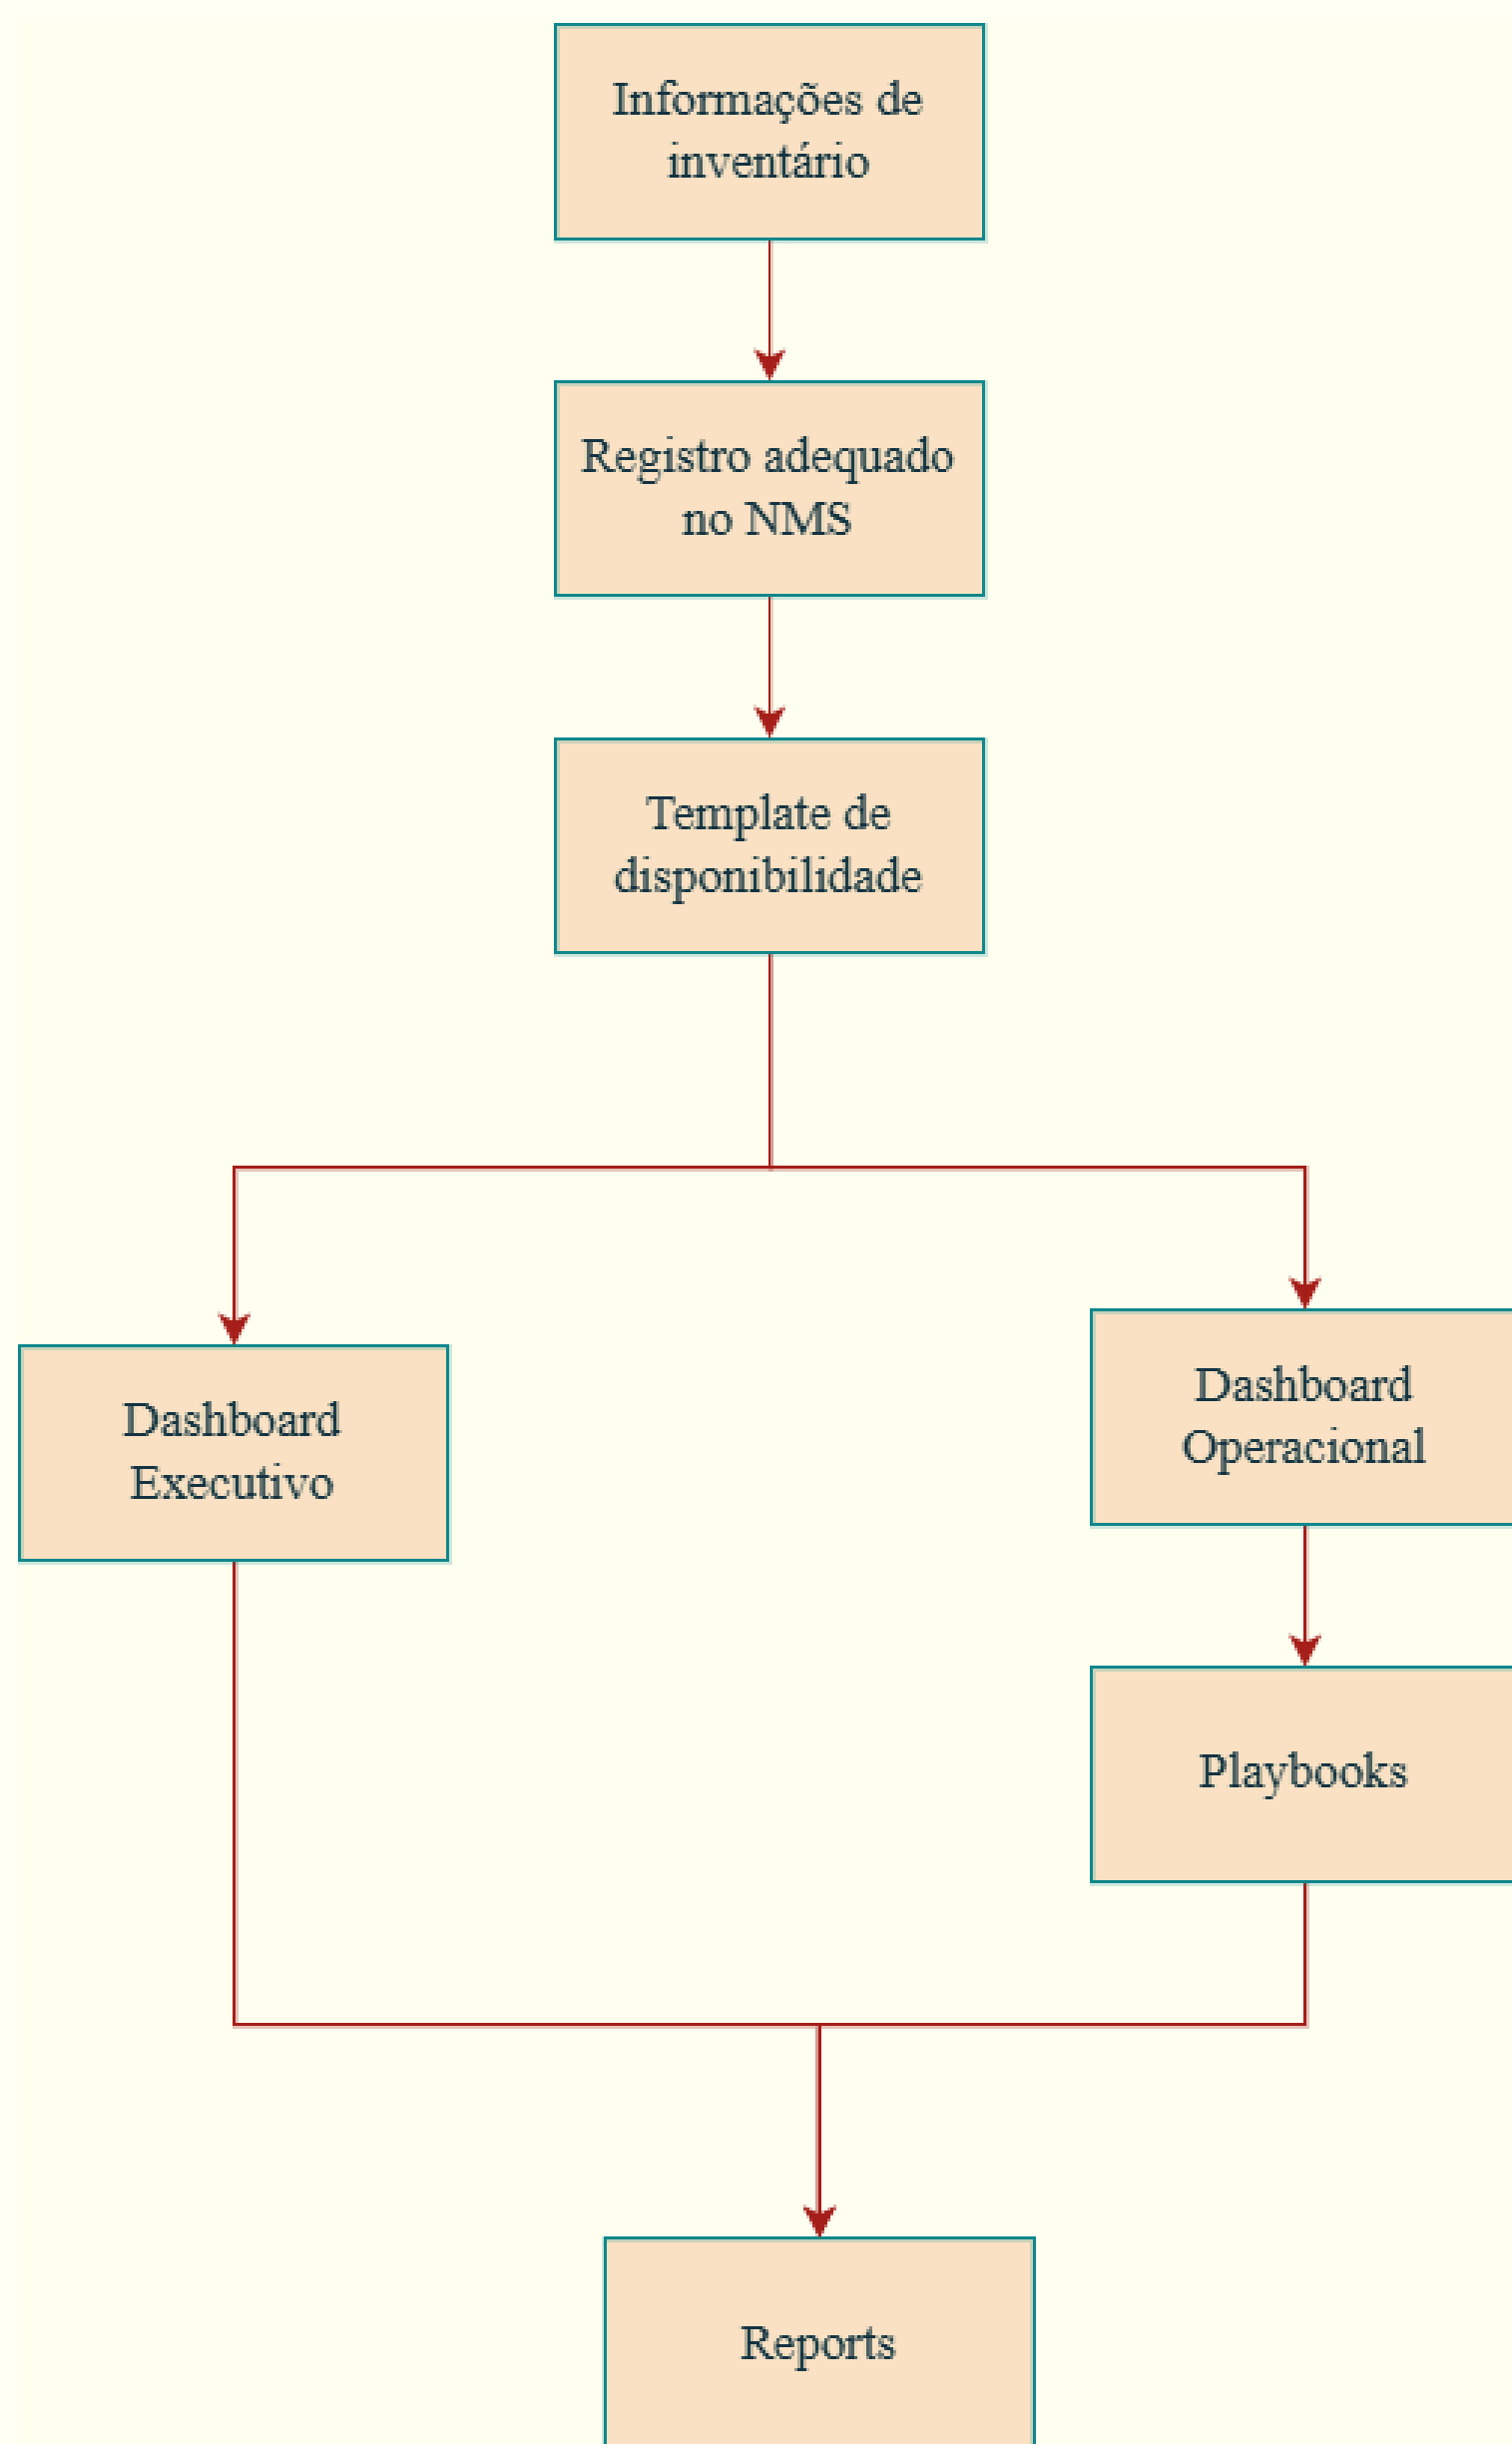 Informações de
inventário
Registro adequado
no NMS
Template de
disponibilidade
Dashboard
Executivo
Dashboard
Operacional
Playbooks
Reports